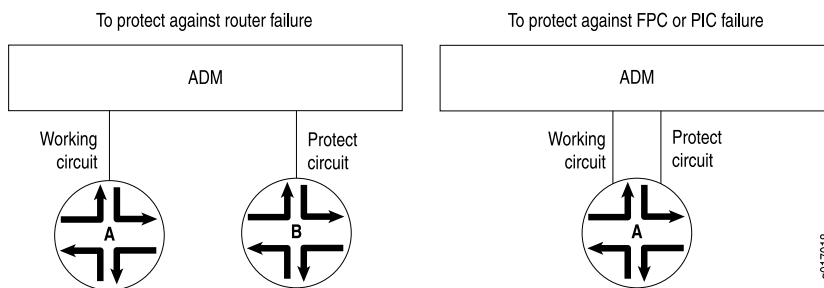 To protect against router failure
ADM
Working
circuit
Protect
circuit
A
B
To protect against FPC or PIC failure
ADM
Working
circuit
Protect
circuit
A